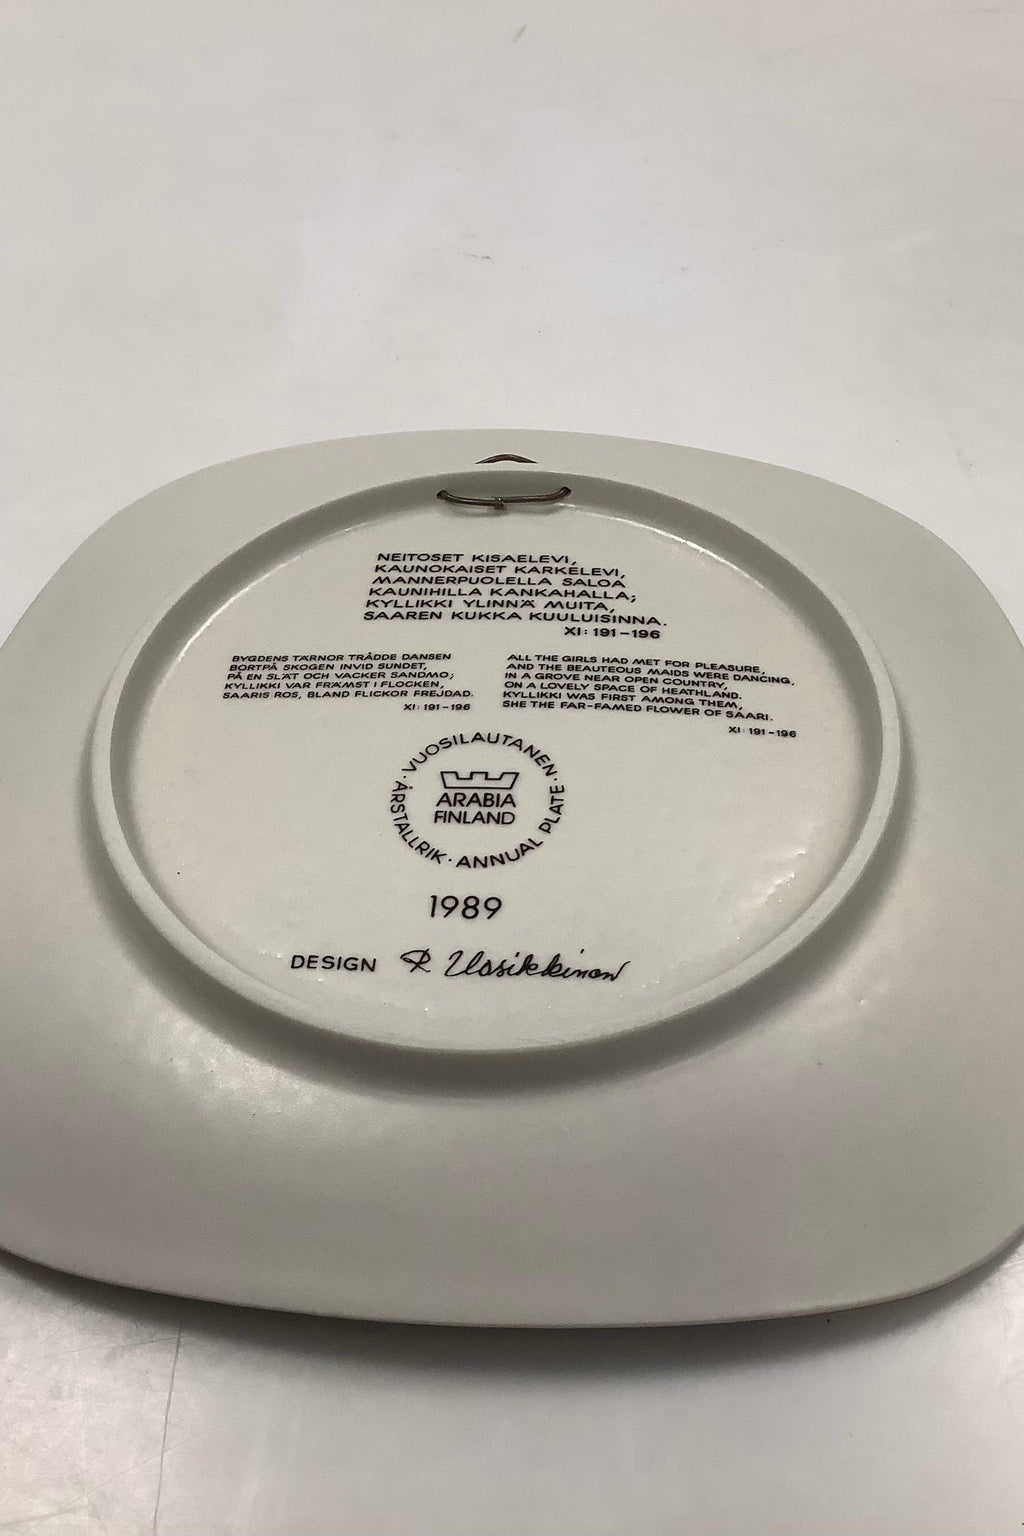 NEITOSET KISAELEVI,
KAUNOKAISET KARKELEVI,
MANNERPUOLELLA SALOA
KAUNIHILLA KANKAHALLA;
KYLLIKKI YLINNÄ MUITA,
SAAREN KUKKA KUULUISINNA.
XI: 191–196
BYGDENS TÄRNOR TRÅDDE DANSEN
BORTPÅ SKOGEN INVID SUNDET,
PÅ EN SLÄT OCH VACKER SANDMO;
KYLLIKKI VAR FRÄMST I FLOCKEN,
SAARIS ROS, BLAND FLICKOR FREJDAD.
XI: 191–196
ALL THE GIRLS HAD MET FOR PLEASURE,
AND THE BEAUTEOUS MAIDS WERE DANCING,
IN A GROVE NEAR OPEN COUNTRY,
ON A LOVELY SPACE OF HEATHLAND.
KYLLIKKI WAS FIRST AMONG THEM,
SHE THE FAR-FAMED FLOWER OF SAARI.
XI: 191–196
· VUOSILAUTANEN · ANNUAL PLATE · ÅRSTALLRIK
ARABIA
FINLAND
1989
DESIGN R Uosikkinen